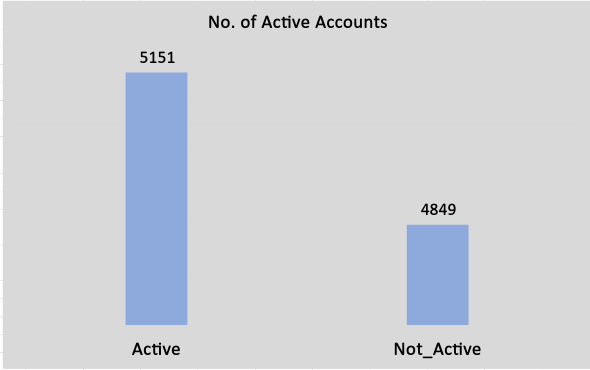 No. of Active Accounts
5151
4849
Active
Not_Active